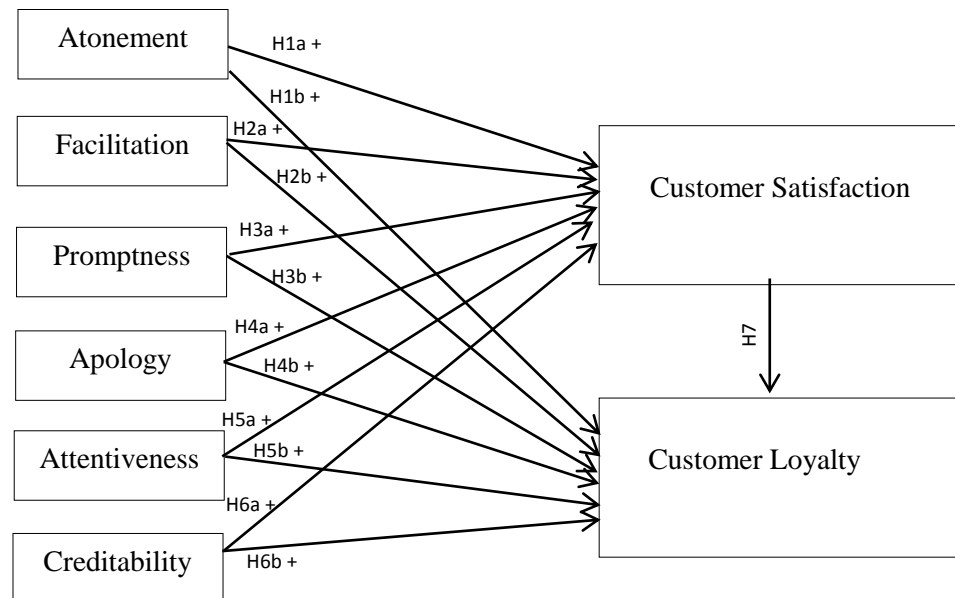 Atonement
H1a +
H1b +
Facilitation
H2a +
H2b +
Customer Satisfaction
Promptness
H3a +
H3b +
Apology
H4a +
H4b +
H7
Attentiveness
H5a +
H5b +
Customer Loyalty
Creditability
H6a +
H6b +